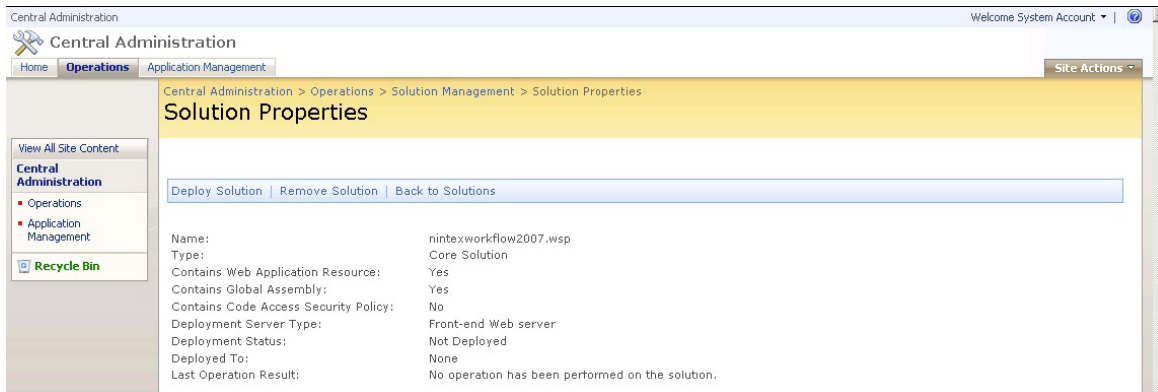 Central Administration
Welcome System Account
Central Administration
Home Operations Application Management
Site Actions
Central Administration > Operations > Solution Management > Solution Properties
Solution Properties
View All Site Content
Central
Administration
Operations
Application
Management
Recycle Bin
Deploy Solution | Remove Solution | Back to Solutions
Name: nintexworkflow2007.wsp
Type: Core Solution
Contains Web Application Resource: Yes
Contains Global Assembly: Yes
Contains Code Access Security Policy: No
Deployment Server Type: Front-end Web server
Deployment Status: Not Deployed
Deployed To: None
Last Operation Result: No operation has been performed on the solution.